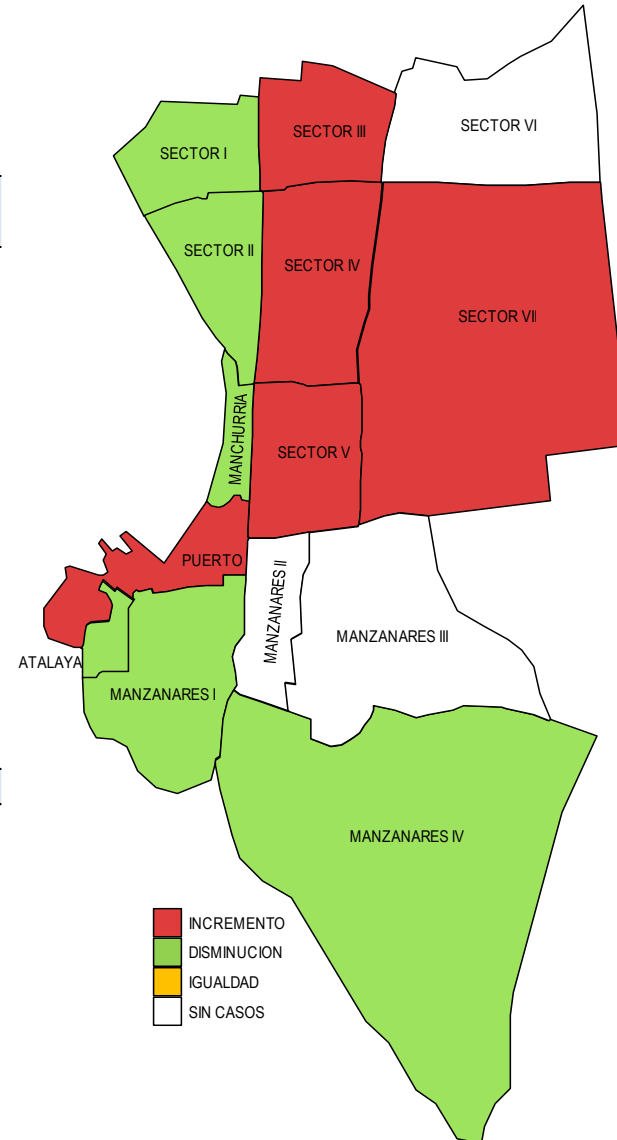 SECTOR VI
SECTOR III
SECTOR I
SECTOR II
SECTOR IV
SECTOR VII
MANCHURRIA
SECTOR V
PUERTO
MANZANARES II
MANZANARES III
ATALAYA
MANZANARES I
MANZANARES IV
INCREMENTO
DISMINUCION
IGUALDAD
SIN CASOS